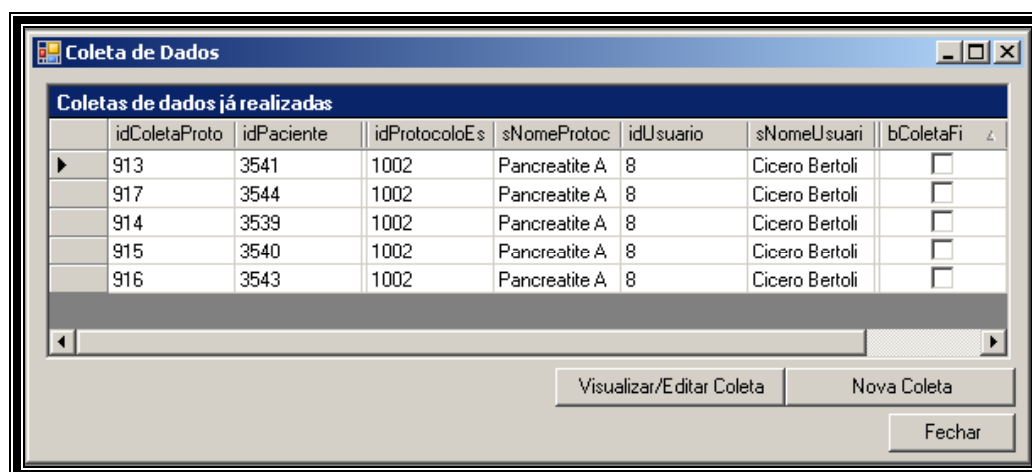 Coleta de Dados
Coletas de dados já realizadas
idColetaProto idPaciente idProtocoloEs sNomeProtoc idUsuario sNomeUsuari bColetaFi
913 3541 1002 Pancreatite A 8 Cicero Bertoli
917 3544 1002 Pancreatite A 8 Cicero Bertoli
914 3539 1002 Pancreatite A 8 Cicero Bertoli
915 3540 1002 Pancreatite A 8 Cicero Bertoli
916 3543 1002 Pancreatite A 8 Cicero Bertoli
Visualizar/Editar Coleta Nova Coleta
Fechar